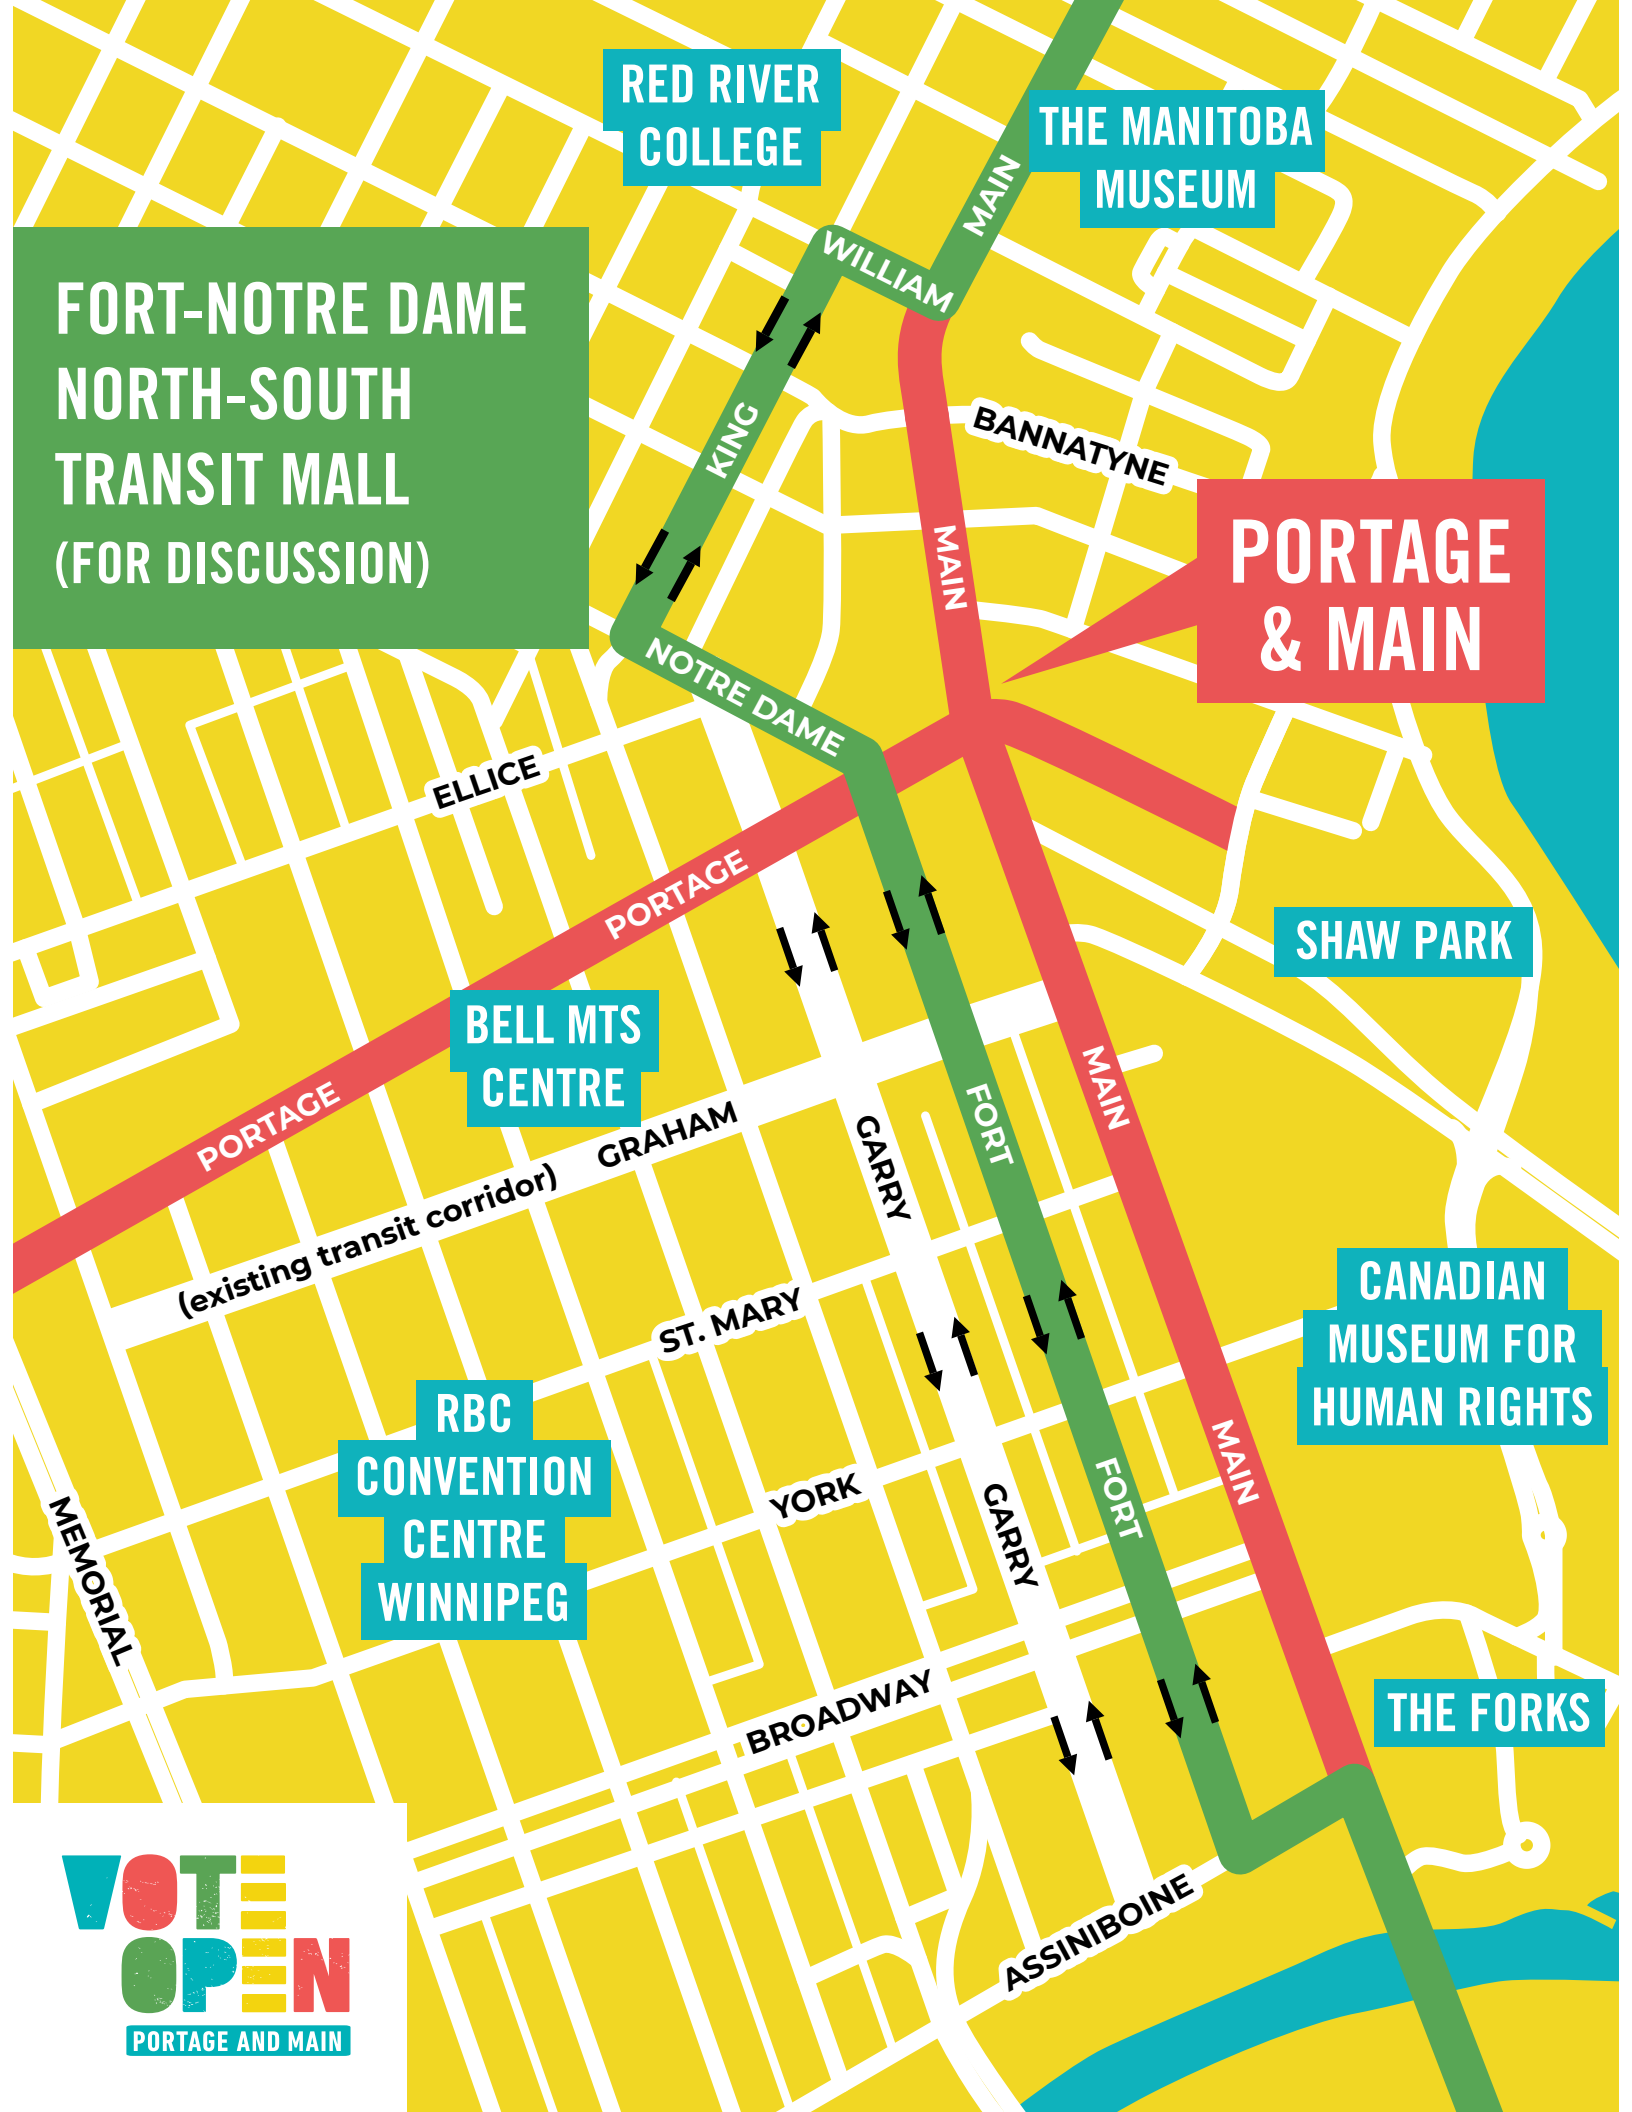 RED RIVER
COLLEGE
THE MANITOBA
MUSEUM
MAIN
WILLIAM
FORT-NOTRE DAME
NORTH-SOUTH
TRANSIT MALL
(FOR DISCUSSION)
KING
BANNATYNE
MAIN
PORTAGE
& MAIN
NOTRE DAME
ELLICE
PORTAGE
SHAW PARK
BELL MTS
CENTRE
PORTAGE
GRAHAM
(existing transit corridor)
GARRY
FORT
MAIN
ST. MARY
CANADIAN
MUSEUM FOR
HUMAN RIGHTS
RBC
CONVENTION
CENTRE
WINNIPEG
YORK
GARRY
FORT
MAIN
MEMORIAL
BROADWAY
THE FORKS
ASSINIBOINE
VOTE
OPEN
PORTAGE AND MAIN